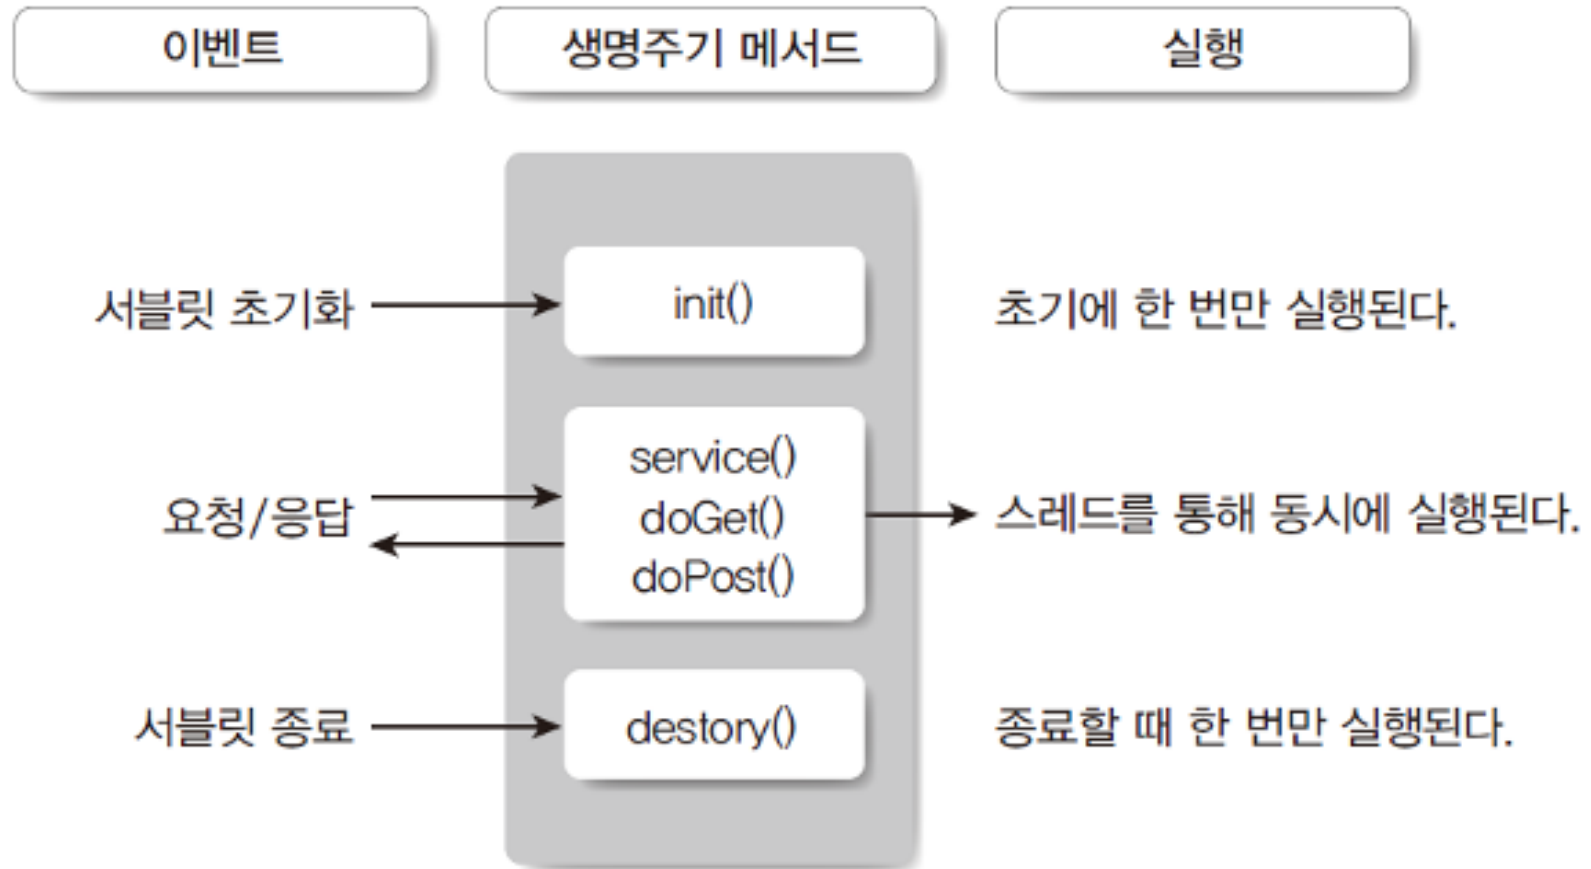 이벤트
생명주기 메서드
실행
서블릿 초기화
init()
초기에 한 번만 실행된다.
요청/응답
service()
doGet()
doPost()
스레드를 통해 동시에 실행된다.
서블릿 종료
destory()
종료할 때 한 번만 실행된다.